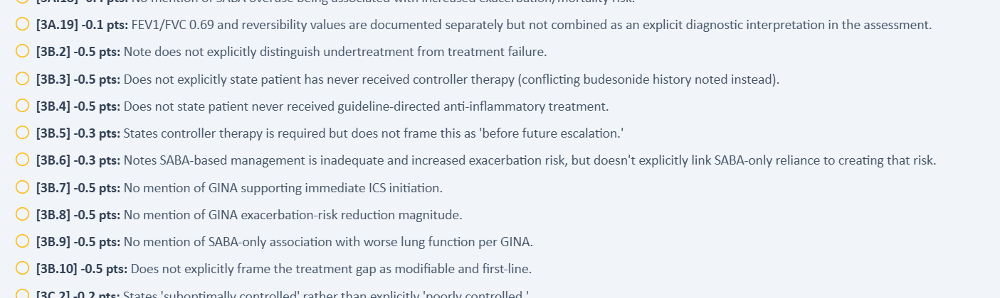 [3A.18] -0.4 pts: No mention of SABA overuse being associated with increased exacerbation/mortality risk.
[3A.19] -0.1 pts: FEV1/FVC 0.69 and reversibility values are documented separately but not combined as an explicit diagnostic interpretation in the assessment.
[3B.2] -0.5 pts: Note does not explicitly distinguish undertreatment from treatment failure.
[3B.3] -0.5 pts: Does not explicitly state patient has never received controller therapy (conflicting budesonide history noted instead).
[3B.4] -0.5 pts: Does not state patient never received guideline-directed anti-inflammatory treatment.
[3B.5] -0.3 pts: States controller therapy is required but does not frame this as 'before future escalation.'
[3B.6] -0.3 pts: Notes SABA-based management is inadequate and increased exacerbation risk, but doesn't explicitly link SABA-only reliance to creating that risk.
[3B.7] -0.5 pts: No mention of GINA supporting immediate ICS initiation.
[3B.8] -0.5 pts: No mention of GINA exacerbation-risk reduction magnitude.
[3B.9] -0.5 pts: No mention of SABA-only association with worse lung function per GINA.
[3B.10] -0.5 pts: Does not explicitly frame the treatment gap as modifiable and first-line.
[3C.2] -0.2 pts: States 'suboptimally controlled' rather than explicitly 'poorly controlled.'